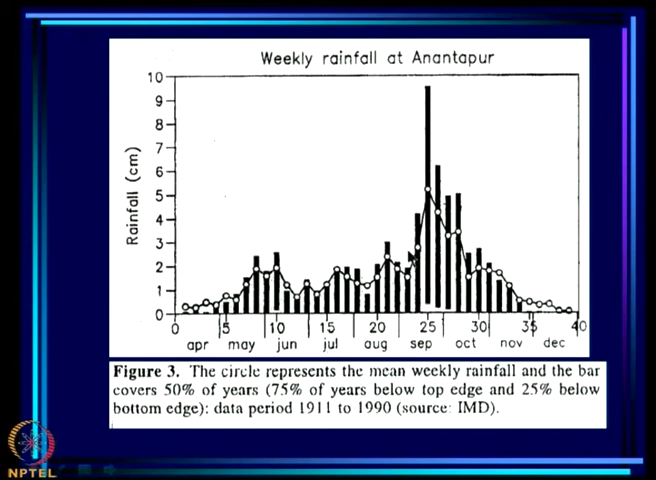 Weekly rainfall at Anantapur
Rainfall (cm)
10
9
8
7
6
5
4
3
2
1
0
0 5 10 15 20 25 30 35 40
apr may jun jul aug sep oct nov dec
Figure 3. The circle represents the mean weekly rainfall and the bar
covers 50% of years (75% of years below top edge and 25% below
bottom edge): data period 1911 to 1990 (source: IMD).
NPTEL